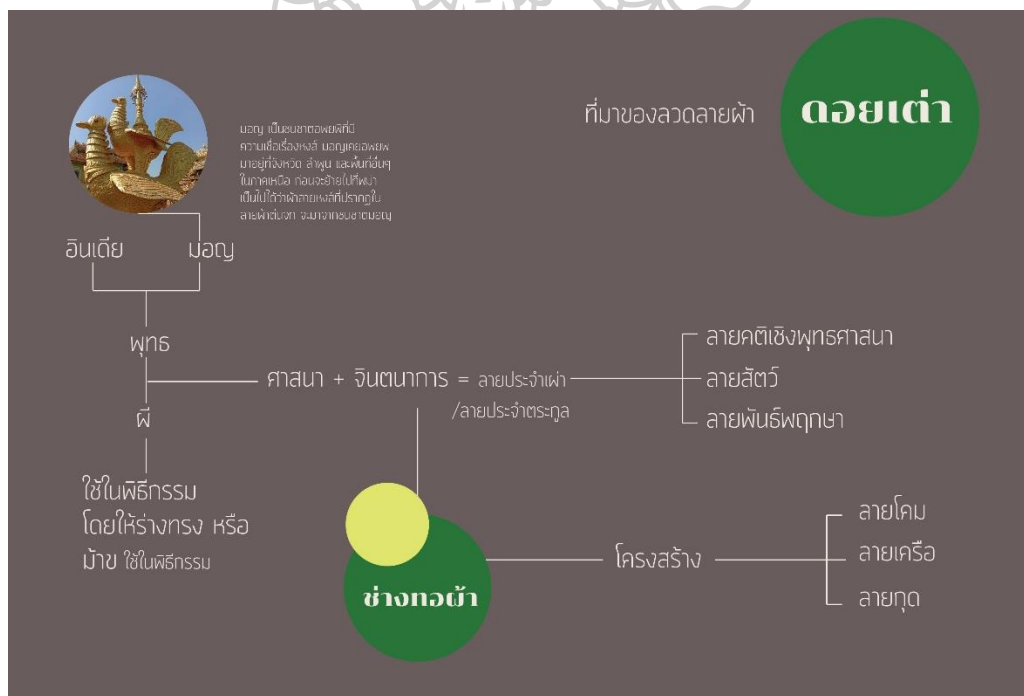 ที่มาของลวดลายผ้า
ดอยเต่า
มอญ เป็นชนชาติอพยพที่มี
ความเชื่อเรื่องหงส์ มอญเคยอพยพ
มาอยู่ที่จังหวัด ลำพูน และพื้นที่อื่นๆ
ในภาคเหนือ ก่อนจะย้ายไปที่พม่า
เป็นไปได้ว่าผ้าลายหงส์ที่ปรากฏใน
ลายผ้าตีนจก จะมาจากชนชาติมอญ
อินเดีย
มอญ
พุทธ
ศาสนา + จินตนาการ = ลายประจำเผ่า
/ลายประจำตระกูล
ลายคติเชิงพุทธศาสนา
ลายสัตว์
ลายพันธ์พฤกษา
ผี
ใช้ในพิธีกรรม
โดยให้ร่างทรง หรือ
ม้าข ใช้ในพิธีกรรม
ช่างทอผ้า
โครงสร้าง
ลายโคม
ลายเครือ
ลายกุด